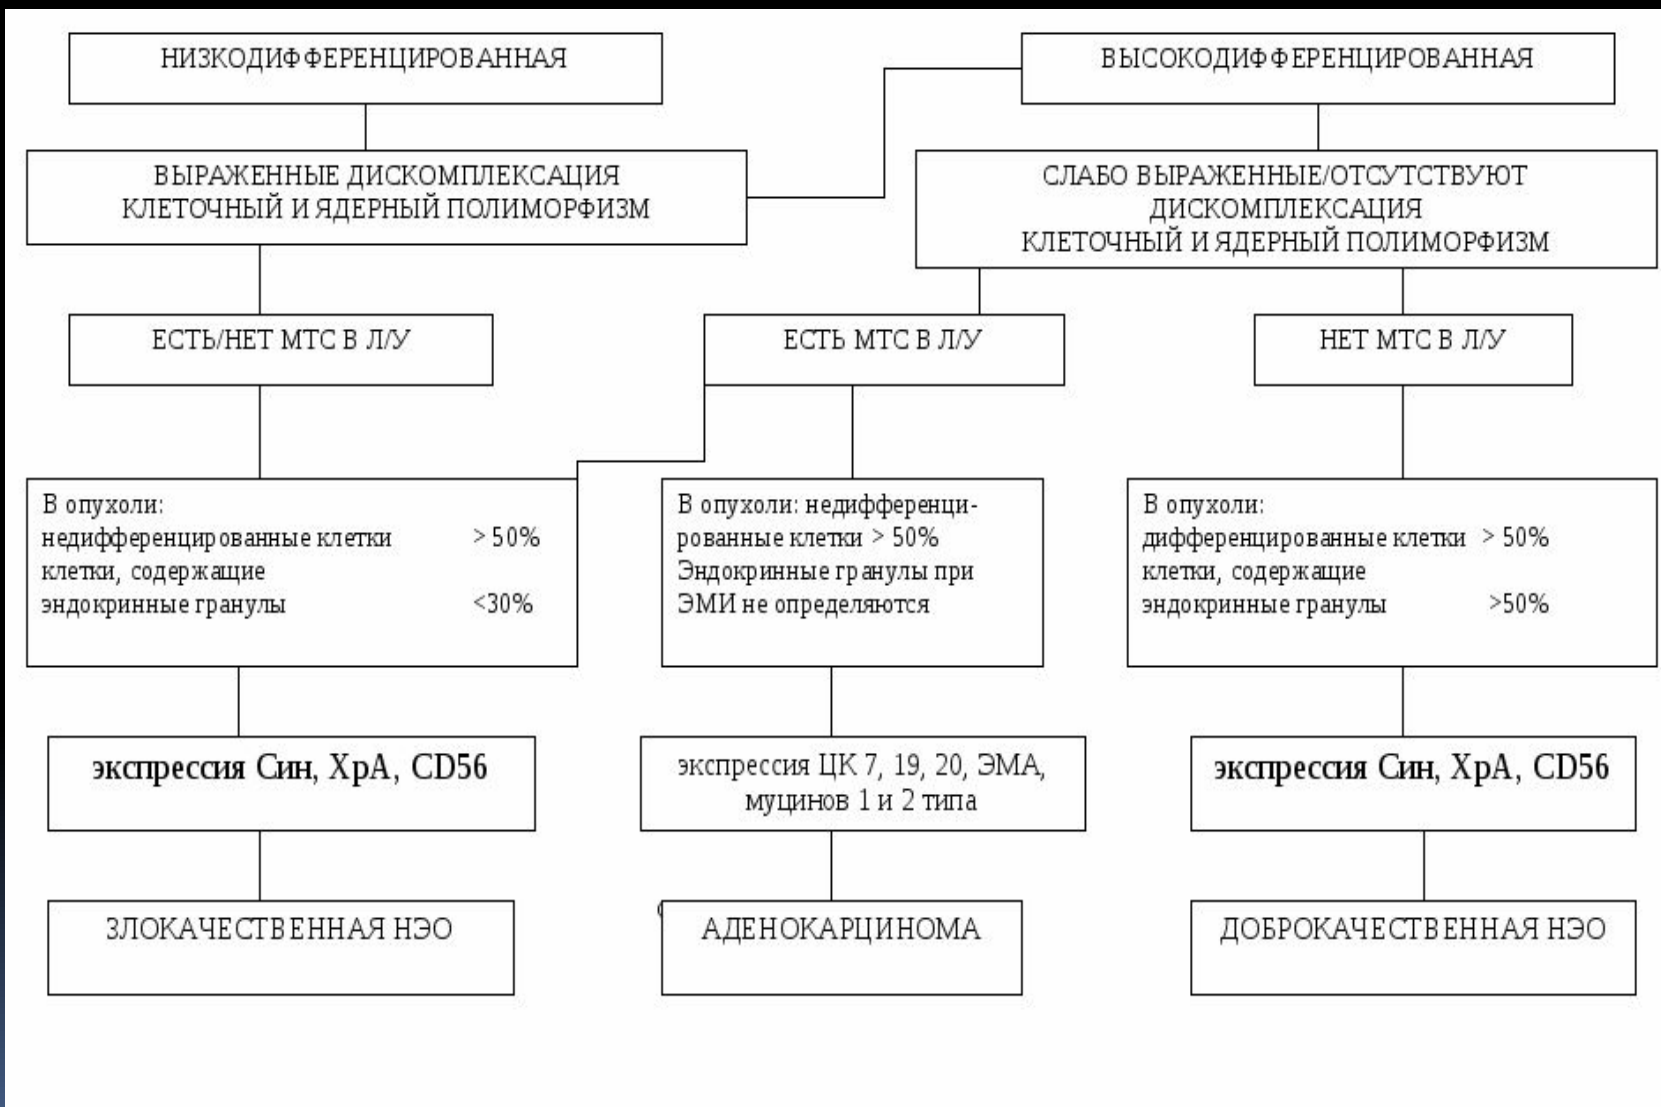 НИЗКОДИФФЕРЕНЦИРОВАННАЯ
ВЫСОКОДИФФЕРЕНЦИРОВАННАЯ
ВЫРАЖЕННЫЕ ДИСКОМПЛЕКСАЦИЯ
КЛЕТОЧНЫЙ И ЯДЕРНЫЙ ПОЛИМОРФИЗМ
СЛАБО ВЫРАЖЕННЫЕ/ОТСУТСТВУЮТ
ДИСКОМПЛЕКСАЦИЯ
КЛЕТОЧНЫЙ И ЯДЕРНЫЙ ПОЛИМОРФИЗМ
ЕСТЬ/НЕТ МТС В Л/У
ЕСТЬ МТС В Л/У
НЕТ МТС В Л/У
В опухоли:
недифференцированные клетки > 50%
клетки, содержащие
эндокринные гранулы <30%
В опухоли: недифференци-
рованные клетки > 50%
Эндокринные гранулы при
ЭМИ не определяются
В опухоли:
дифференцированные клетки > 50%
клетки, содержащие
эндокринные гранулы >50%
экспрессия Син, ХрА, CD56
экспрессия ЦК 7, 19, 20, ЭМА,
муцинов 1 и 2 типа
экспрессия Син, ХрА, CD56
ЗЛОКАЧЕСТВЕННАЯ НЭО
АДЕНОКАРЦИНОМА
ДОБРОКАЧЕСТВЕННАЯ НЭО